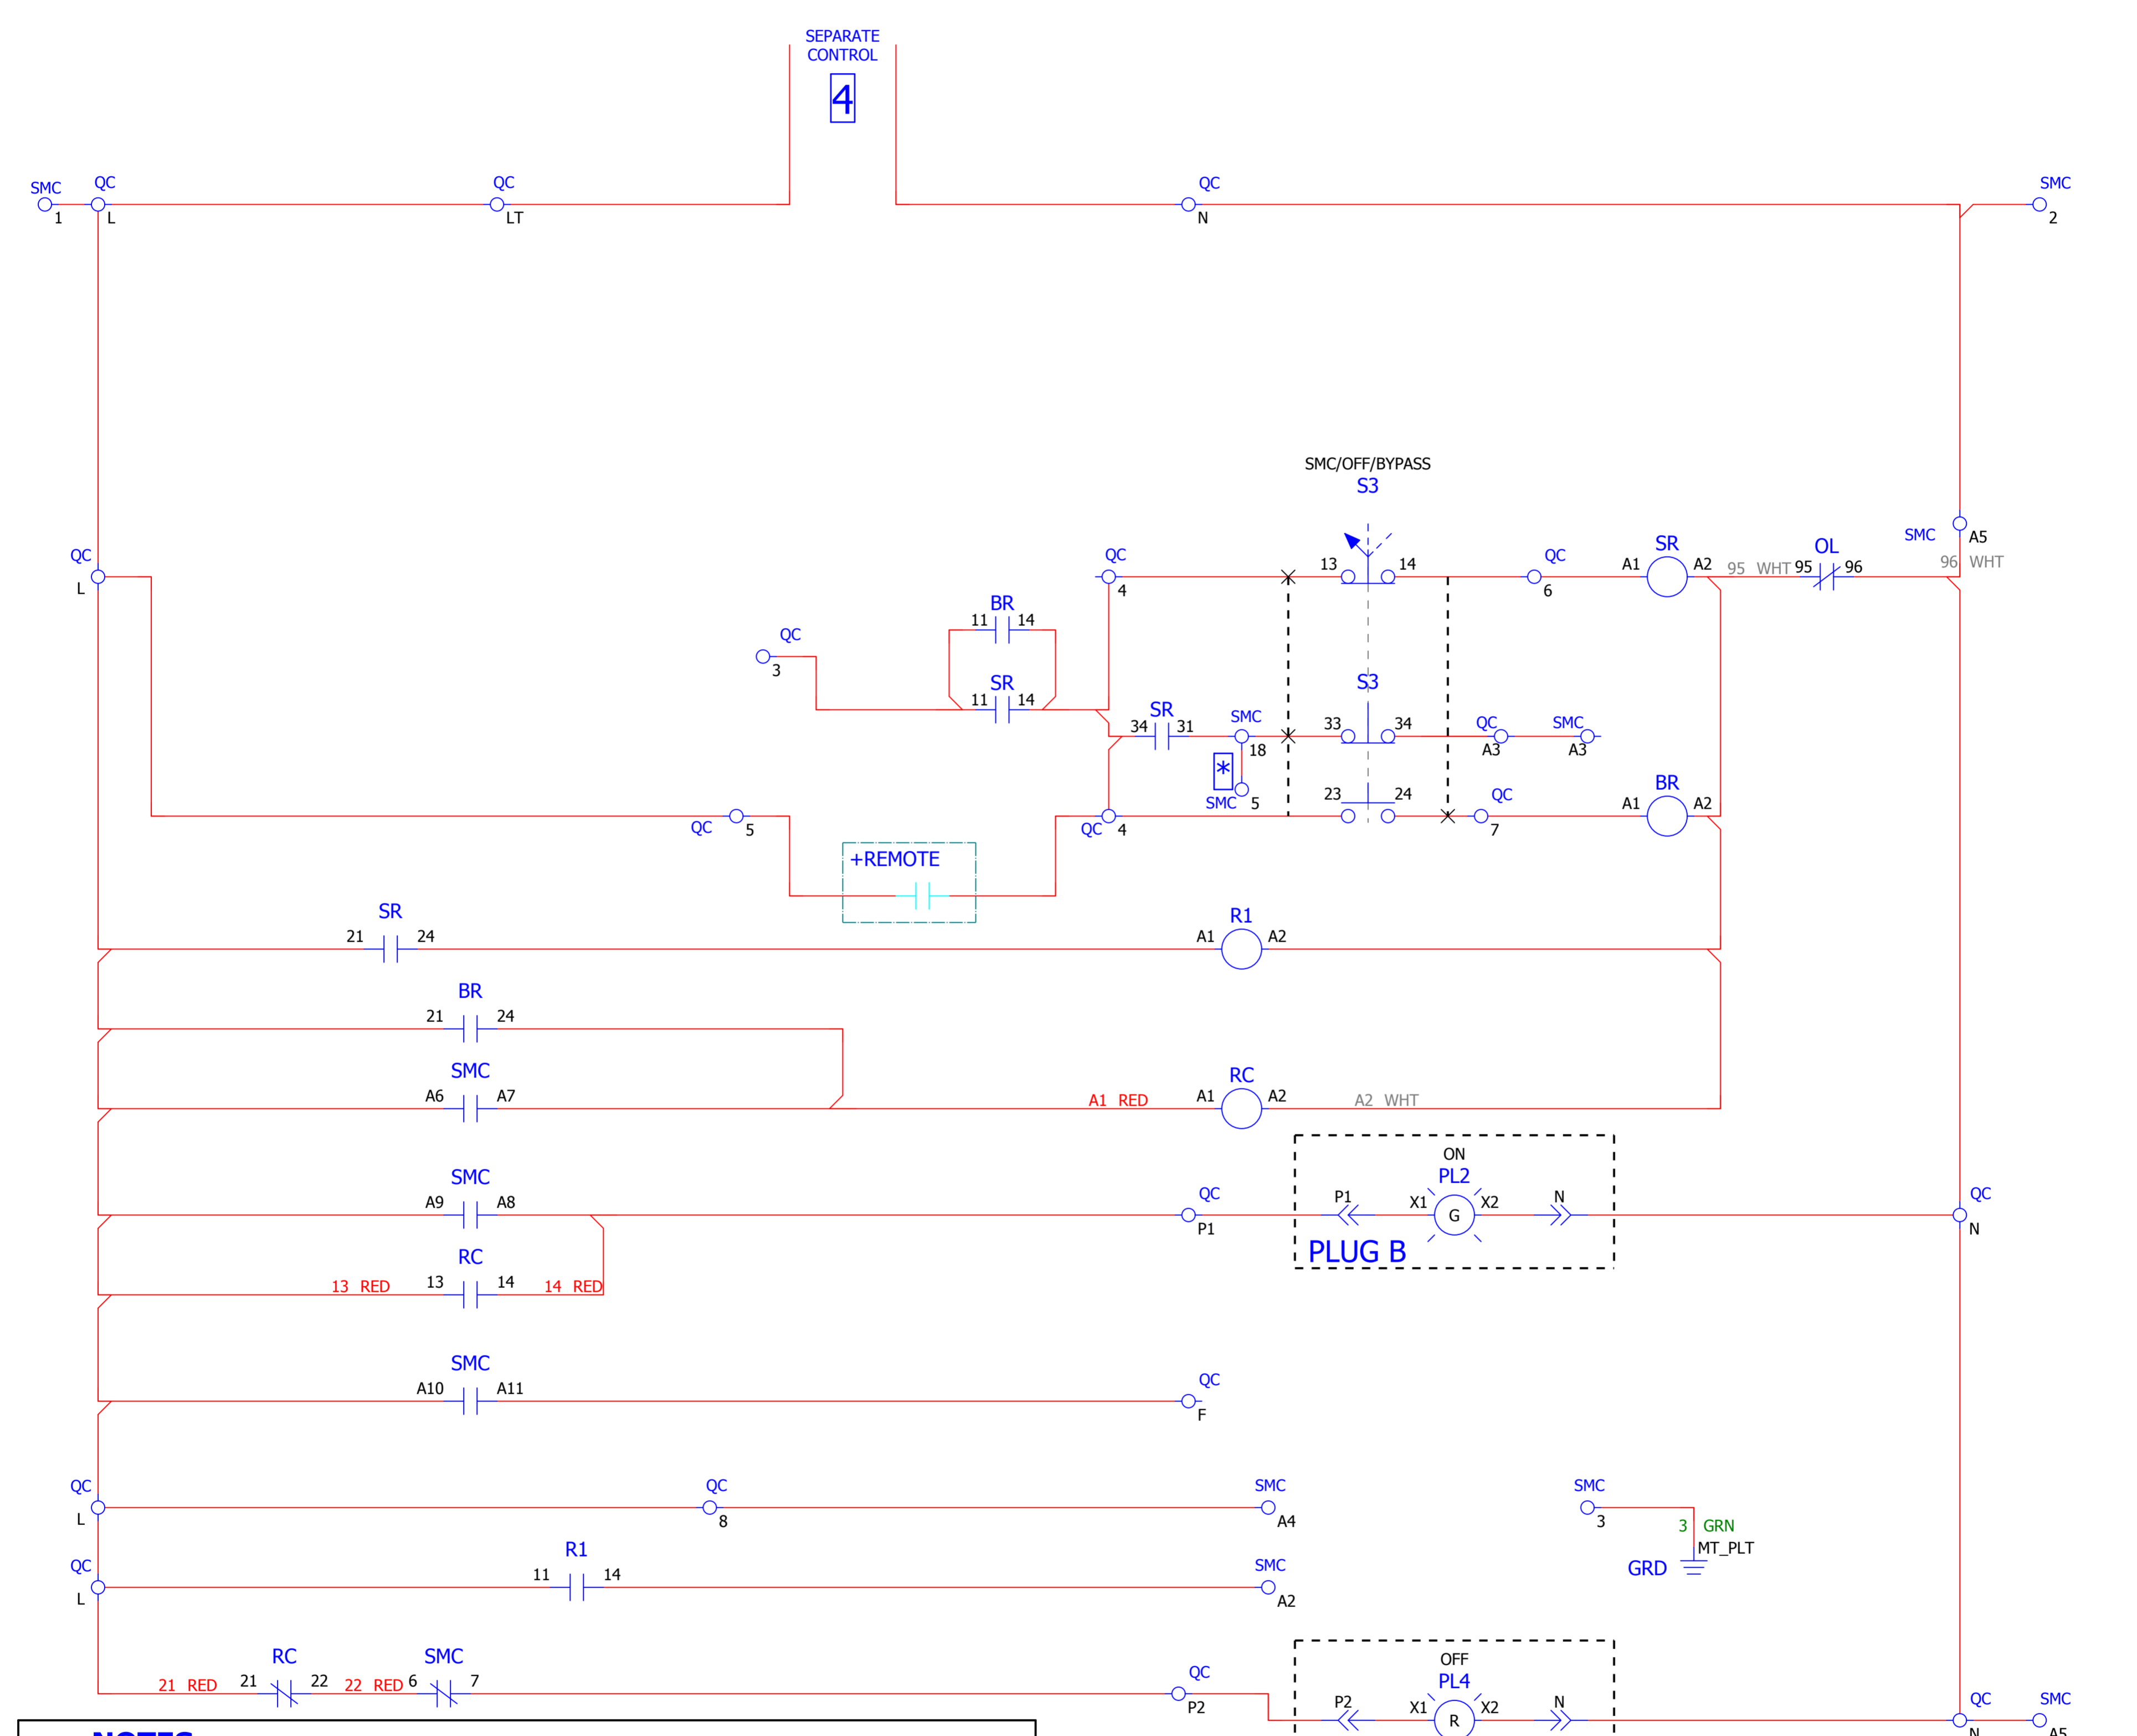 SEPARATE
CONTROL
4
SMC
1
QC
L
QC
LT
QC
N
SMC
2
SMC/OFF/BYPASS
S3
QC
L
QC
4
13
14
QC
6
SR
A1
A2
95 WHT
OL
95
96
SMC
A5
96 WHT
BR
11
14
QC
3
SR
11
14
SR
34
31
SMC
18
S3
33
34
QC
A3
SMC
A3
*
SMC 5
QC
5
QC
4
23
24
QC
7
BR
A1
A2
+REMOTE
SR
21
24
R1
A1
A2
BR
21
24
SMC
A6
A7
A1 RED
RC
A1
A2
A2 WHT
SMC
A9
A8
QC
P1
ON
PL2
P1
X1
G
X2
N
PLUG B
QC
N
RC
13 RED
13
14
14 RED
SMC
A10
A11
QC
F
QC
L
QC
8
SMC
A4
SMC
3
3 GRN
MT_PLT
GRD
QC
L
R1
11
14
SMC
A2
RC
21 RED
21
22
22 RED
SMC
6
7
QC
P2
OFF
PL4
P2
X1
R
X2
N
QC
N
SMC
A5
NOTES